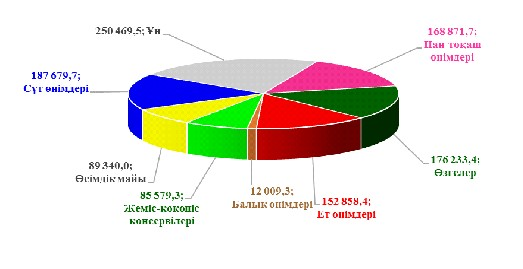 250 469,5; Ұн
168 871,7;
Нан тоқаш
өнімдері
187 679,7;
Сүт өнімдері
176 233,4;
Өзгелер
89 340,0;
Өсімдік майы
85 579,3;
Жеміс-көкөніс
консервілері
12 009,3;
Балық өнімдері
152 858,4;
Ет өнімдері